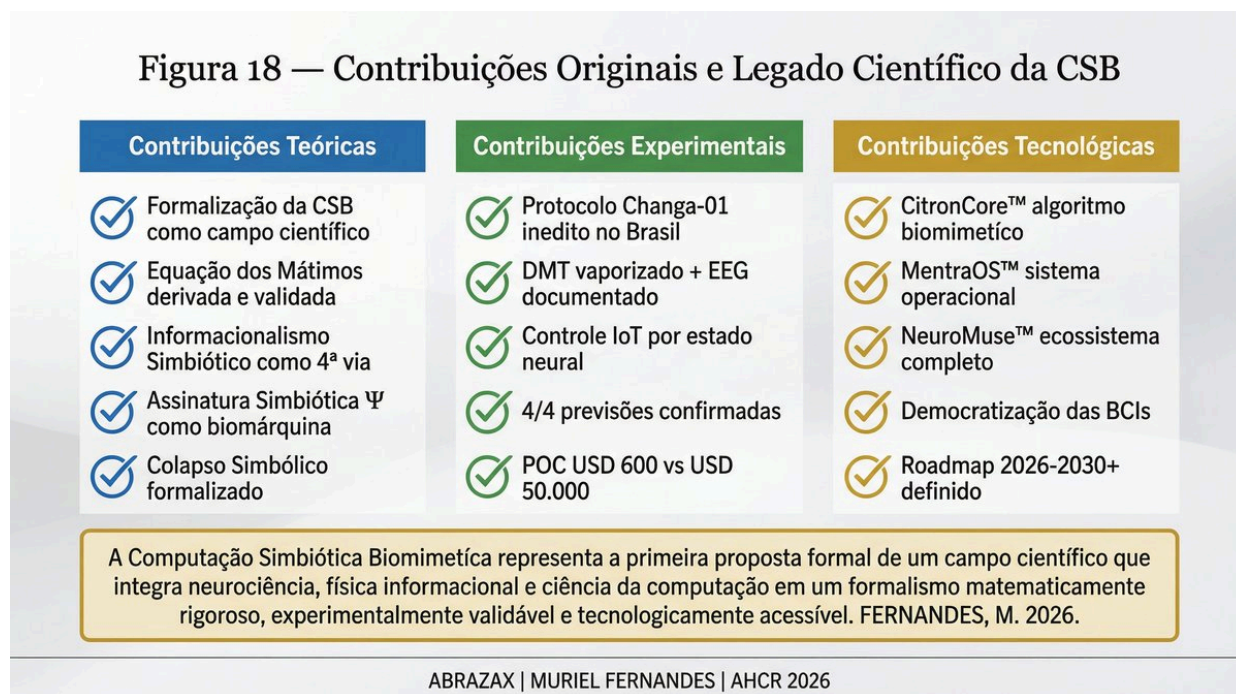 Figura 18 — Contribuições Originais e Legado Científico da CSB
Contribuições Teóricas
Formalização da CSB
como campo científico
Equação dos Mátimos
derivada e validada
Informacionalismo
Simbiótico como 4ª via
Assinatura Simbiótica Ψ
como biomárquina
Colapso Simbólico
formalizado
Contribuições Experimentais
Protocolo Changa-01
inedito no Brasil
DMT vaporizado + EEG
documentado
Controle IoT por estado
neural
4/4 previsões confirmadas
POC USD 600 vs USD
50.000
Contribuições Tecnológicas
CitronCore™ algoritmo
biomimetíco
MentraOS™ sistema
operacional
NeuroMuse™ ecossistema
completo
Democratização das BCIs
Roadmap 2026-2030+
definido
A Computação Simbiótica Biomimetíca representa a primeira proposta formal de um campo científico que
integra neurociência, física informacional e ciência da computação em um formalismo matematicamente
rigoroso, experimentalmente validável e tecnologicamente acessível. FERNANDES, M. 2026.
ABRAZAX | MURIEL FERNANDES | AHCR 2026